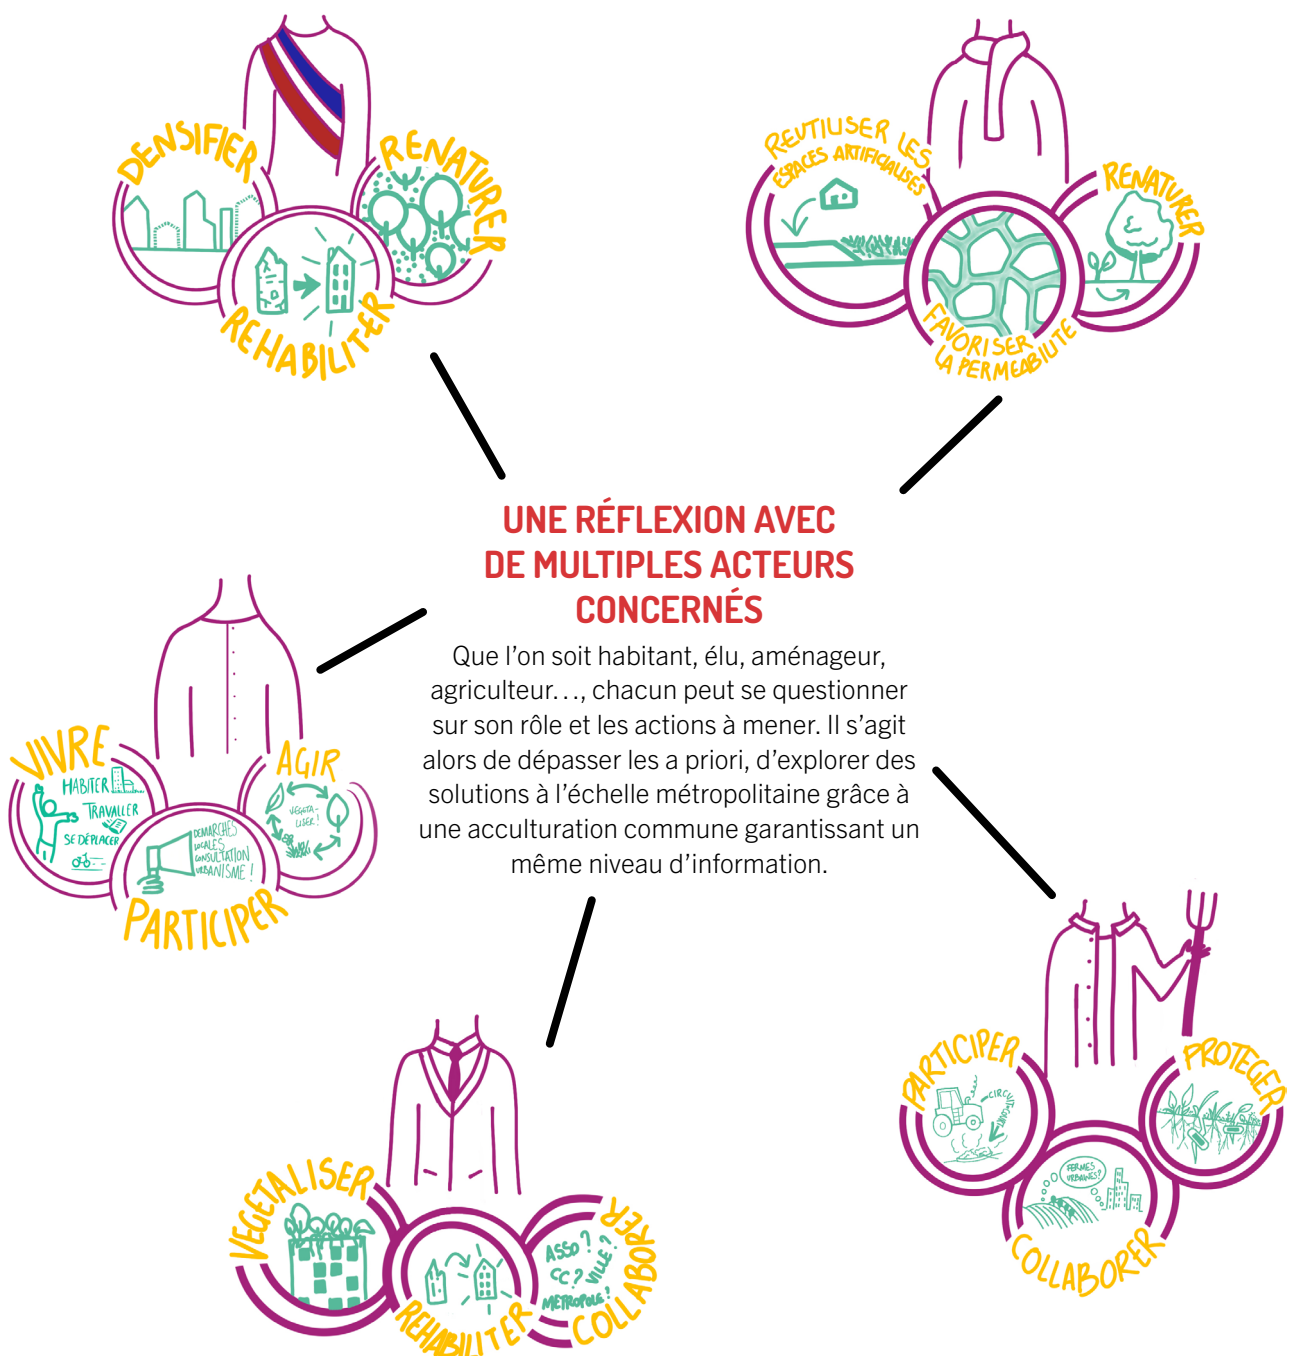 DENSIFIER
REHABILITER
RENATURER
REUTILISER LES
ESPACES ARTIFICIALISES
FAVORISER
LA PERMEABILITE
RENATURER
UNE RÉFLEXION AVEC
DE MULTIPLES ACTEURS
CONCERNÉS
Que l’on soit habitant, élu, aménageur,
agriculteur…, chacun peut se questionner
sur son rôle et les actions à mener. Il s’agit
alors de dépasser les a priori, d’explorer des
solutions à l’échelle métropolitaine grâce à
une acculturation commune garantissant un
même niveau d’information.
VIVRE
HABITER
TRAVAILLER
SE DÉPLACER
PARTICIPER
DEMARCHES
LOCALES
CONSULTATION
URBANISME !
AGIR
VEGETA-
LISER !
VEGETALISER
REHABILITER
COLLABORER
ASSO ?
CC ? VILLE ?
METROPOLE ?
PARTICIPER
CIRCUIT-COURT
COLLABORER
FERMES
URBAINES ?
PROTEGER